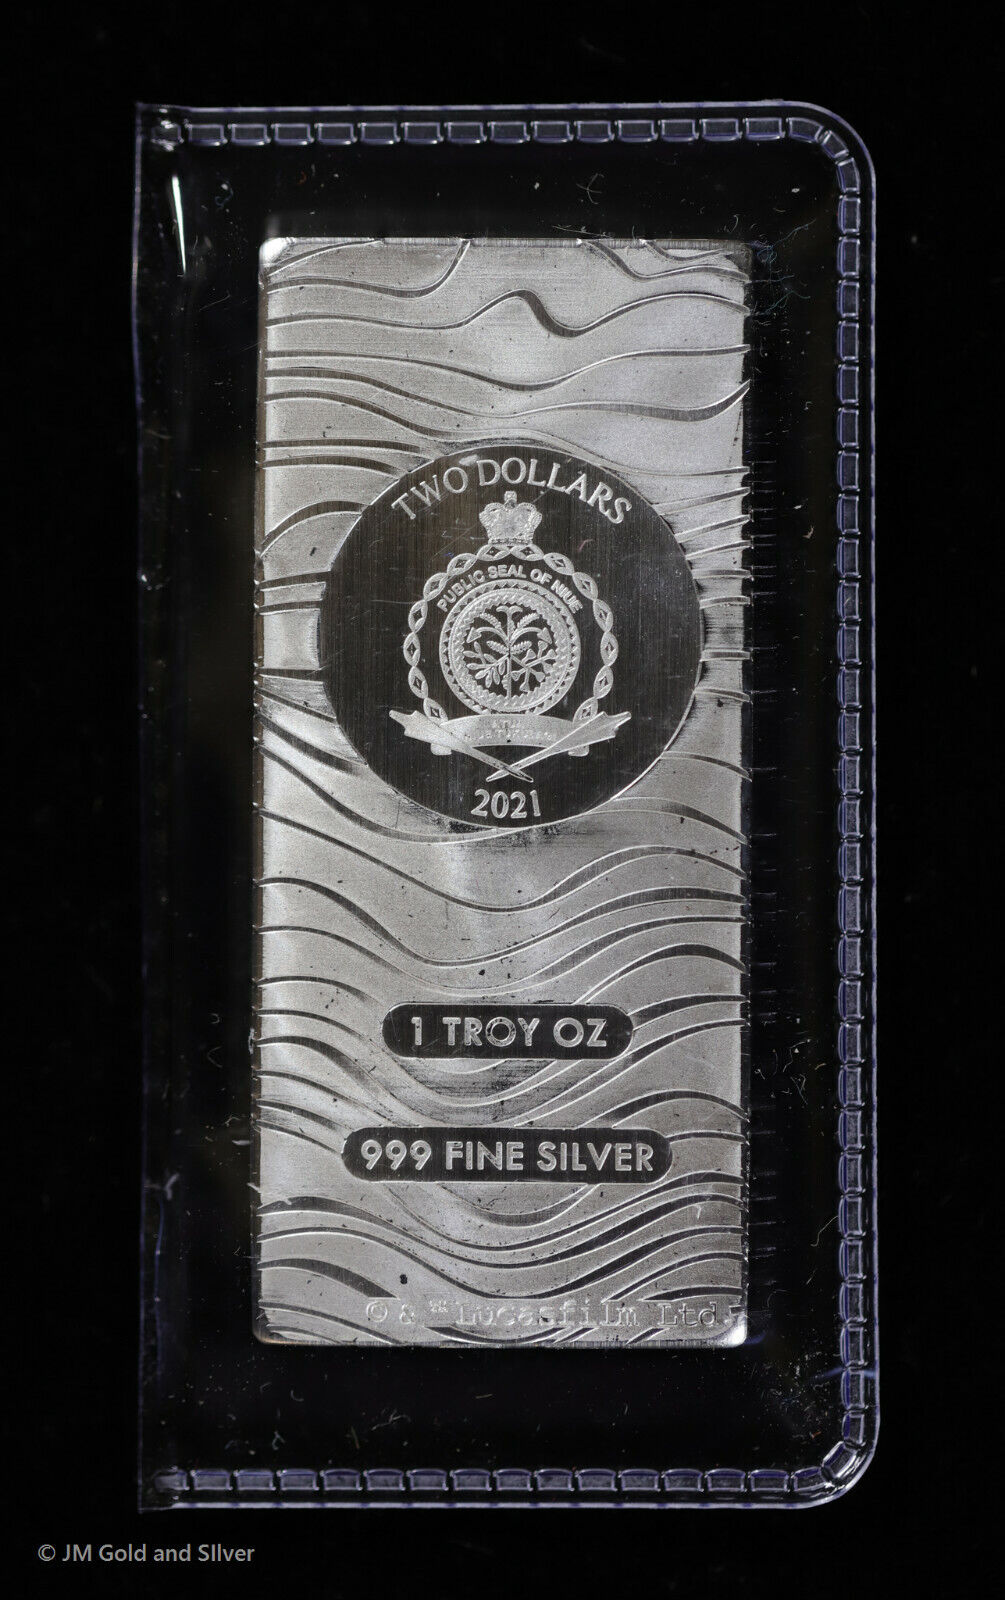 TWO DOLLARS
PUBLIC SEAL OF NIUE
2021
1 TROY OZ
999 FINE SILVER
© & ™ Lucasfilm Ltd.
© JM Gold and SIlver